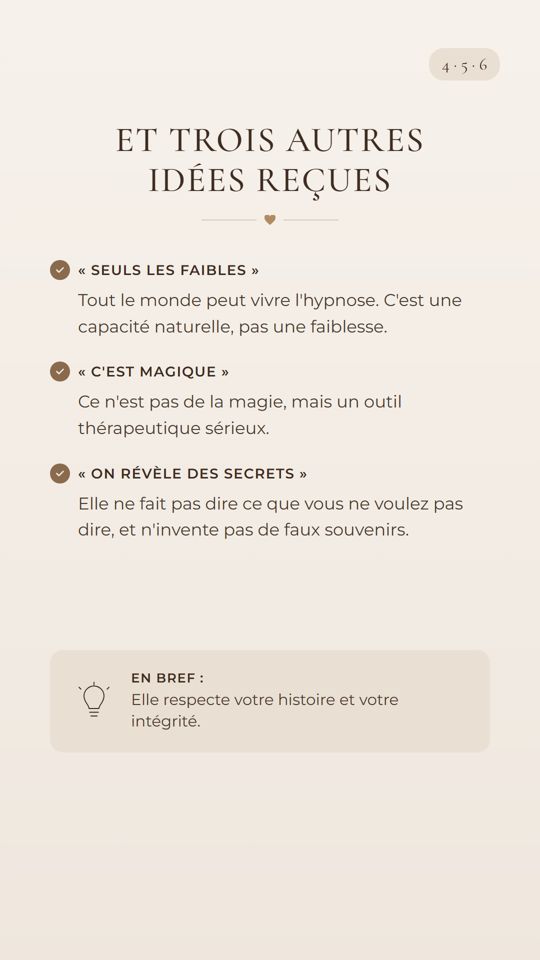 4 · 5 · 6
ET TROIS AUTRES
IDÉES REÇUES
« SEULS LES FAIBLES »
Tout le monde peut vivre l'hypnose. C'est une
capacité naturelle, pas une faiblesse.
« C'EST MAGIQUE »
Ce n'est pas de la magie, mais un outil
thérapeutique sérieux.
« ON RÉVÈLE DES SECRETS »
Elle ne fait pas dire ce que vous ne voulez pas
dire, et n'invente pas de faux souvenirs.
EN BREF :
Elle respecte votre histoire et votre
intégrité.